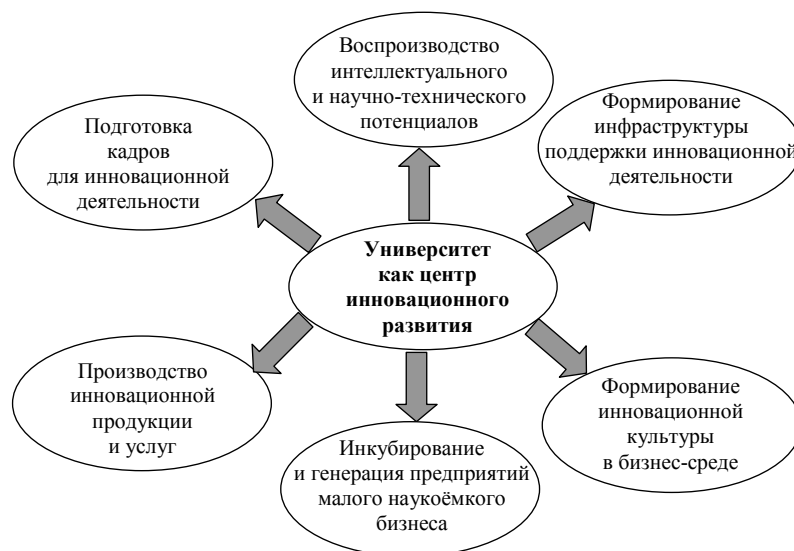 Воспроизводство
интеллектуального
и научно-технического
потенциалов
Подготовка
кадров
для инновационной
деятельности
Формирование
инфраструктуры
поддержки инновационной
деятельности
Университет
как центр
инновационного
развития
Производство
инновационной
продукции
и услуг
Инкубирование
и генерация предприятий
малого наукоёмкого
бизнеса
Формирование
инновационной
культуры
в бизнес-среде